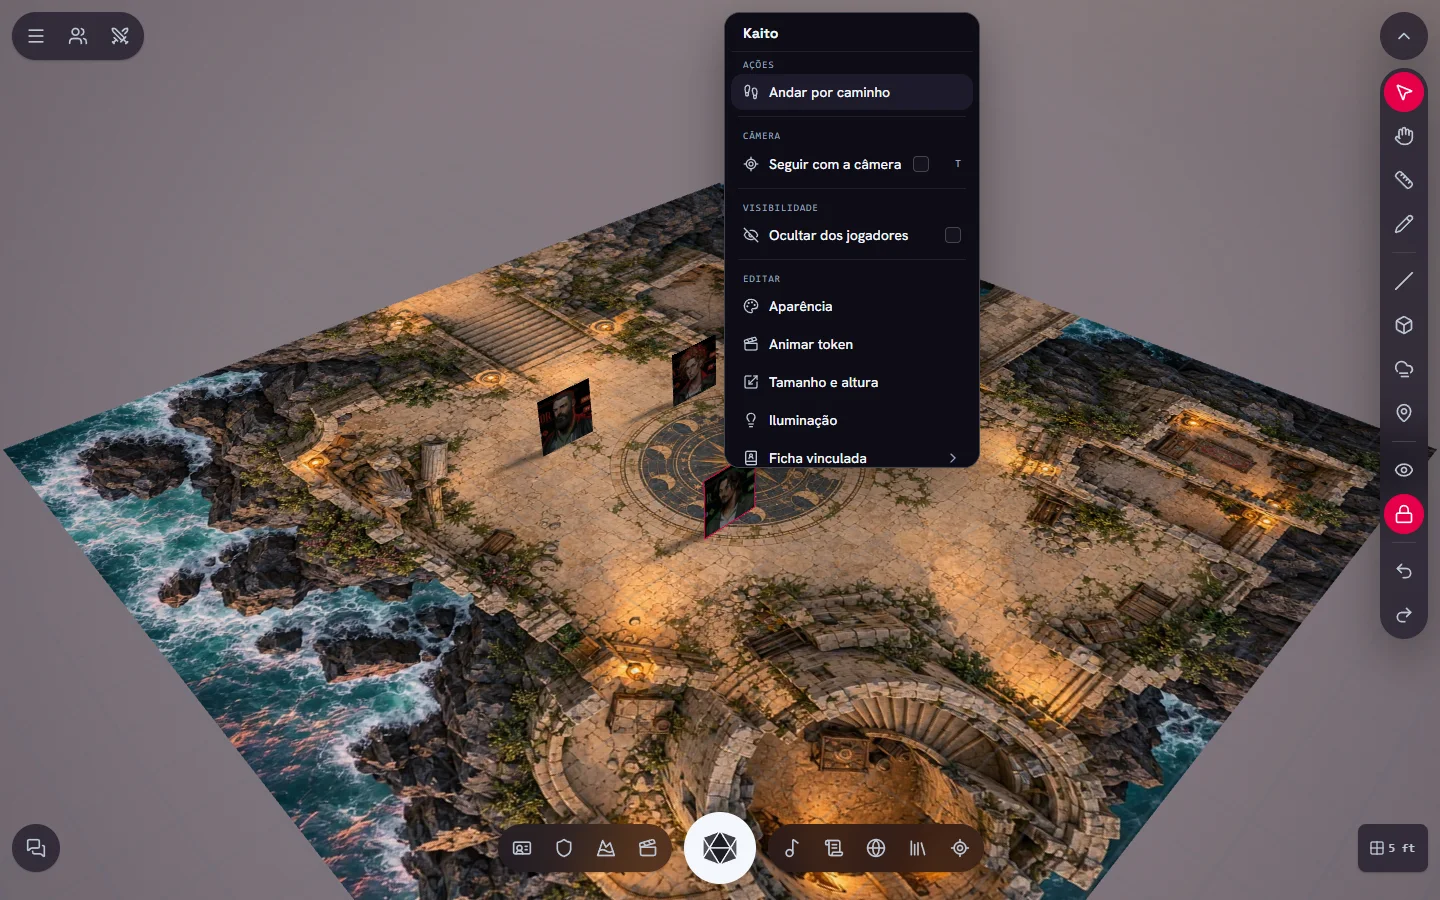 Kaito
AÇÕES
Andar por caminho
CÂMERA
Seguir com a câmera T
VISIBILIDADE
Ocultar dos jogadores
EDITAR
Aparência
Animar token
Tamanho e altura
Iluminação
Ficha vinculada
5 ft